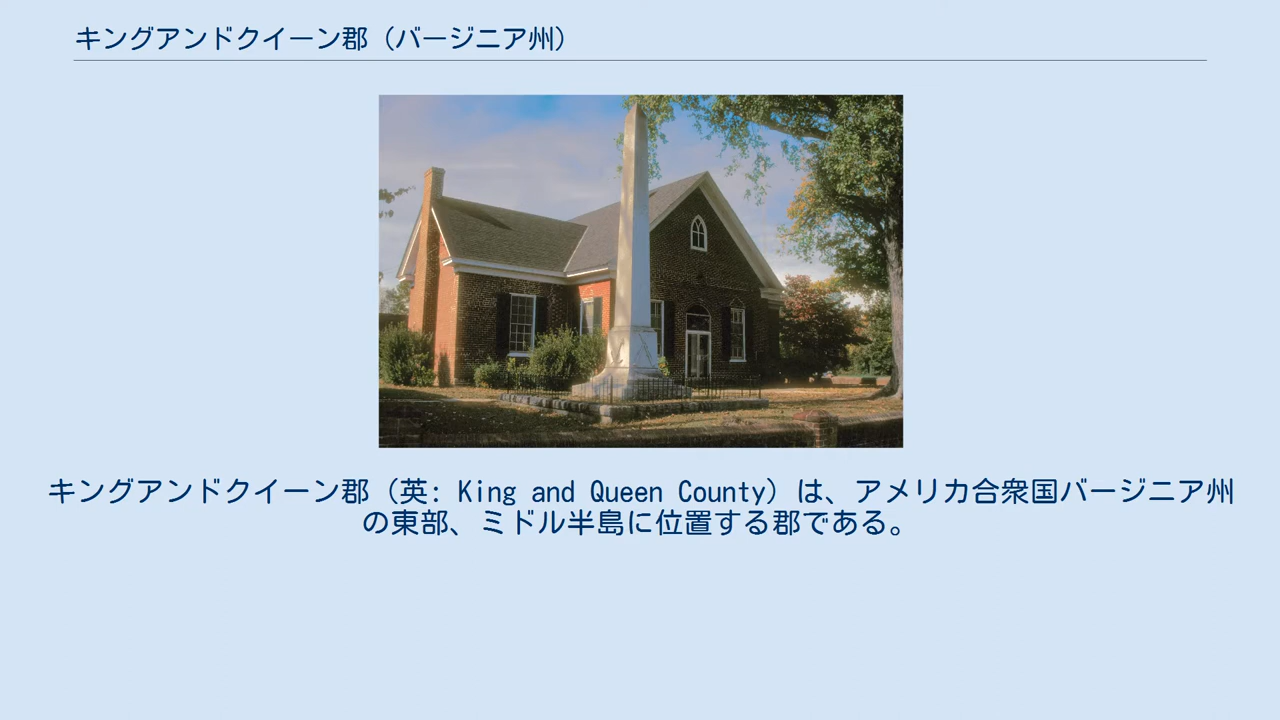 キングアンドクイーン郡（バージニア州）
キングアンドクイーン郡（英: King and Queen County）は、アメリカ合衆国バージニア州
の東部、ミドル半島に位置する郡である。